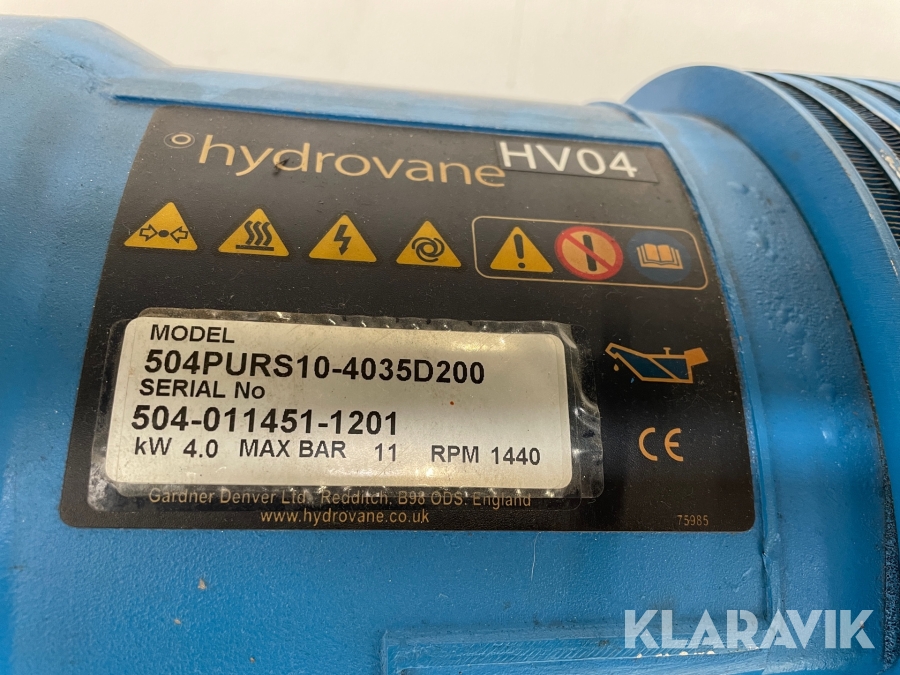 hydrovane HV04
MODEL
504PURS10-4035D200
SERIAL No
504-011451-1201
kW 4.0 MAX BAR 11 RPM 1440
Gardner Denver Ltd, Redditch, B98 ODS. England
www.hydrovane.co.uk
75985
CE
KLARAVIK